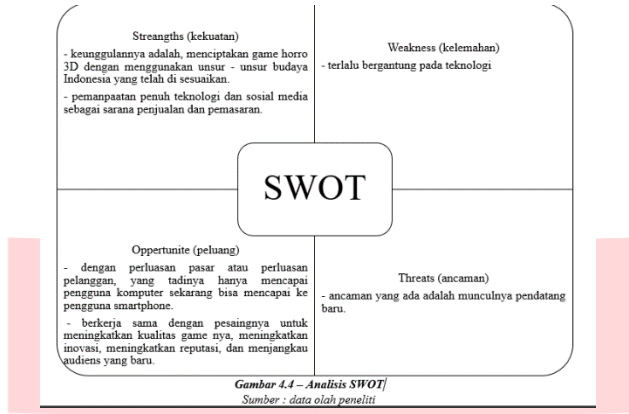 Streangths (kekuatan)
- keunggulannya adalah, menciptakan game horro
3D dengan menggunakan unsur - unsur budaya
Indonesia yang telah di sesuaikan.
- pemanpaatan penuh teknologi dan sosial media
sebagai sarana penjualan dan pemasaran.
Weakness (kelemahan)
- terlalu bergantung pada teknologi
SWOT
Oppertunite (peluang)
- dengan perluasan pasar atau perluasan
pelanggan, yang tadinya hanya mencapai
pengguna komputer sekarang bisa mencapai ke
pengguna smartphone.
- berkerja sama dengan pesaingnya untuk
meningkatkan kualitas game nya, meningkatkan
inovasi, meningkatkan reputasi, dan menjangkau
audiens yang baru.
Threats (ancaman)
- ancaman yang ada adalah munculnya pendatang
baru.
Gambar 4.4 – Analisis SWOT
Sumber : data olah peneliti